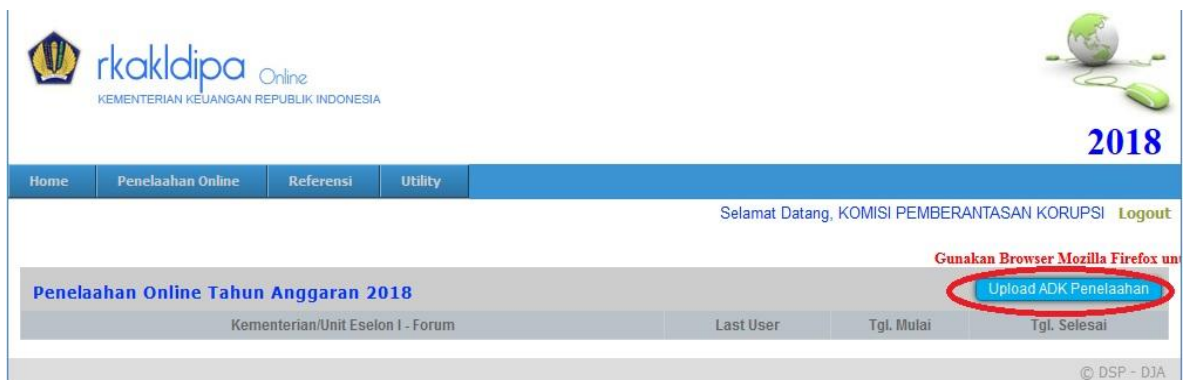 rkakldipa Online
KEMENTERIAN KEUANGAN REPUBLIK INDONESIA
2018
Home Penelaahan Online Referensi Utility
Selamat Datang, KOMISI PEMBERANTASAN KORUPSI Logout
Gunakan Browser Mozilla Firefox un
Penelaahan Online Tahun Anggaran 2018 Upload ADK Penelaahan
Kementerian/Unit Eselon I - Forum Last User Tgl. Mulai Tgl. Selesai
© DSP - DJA